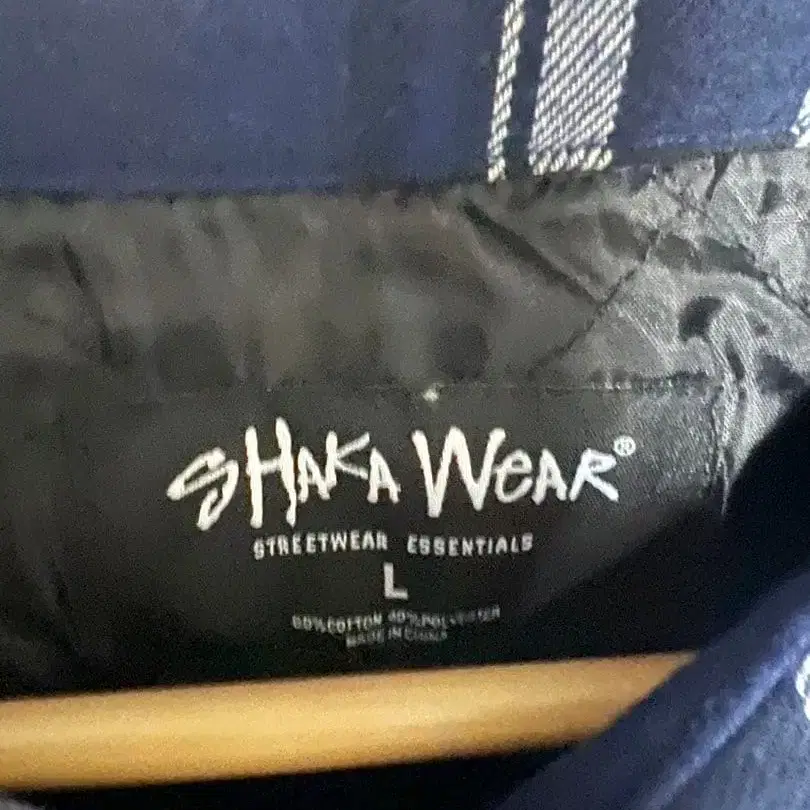 SHAKA WEAR®
STREETWEAR ESSENTIALS
L
60% COTTON 40% POLYESTER
MADE IN CHINA